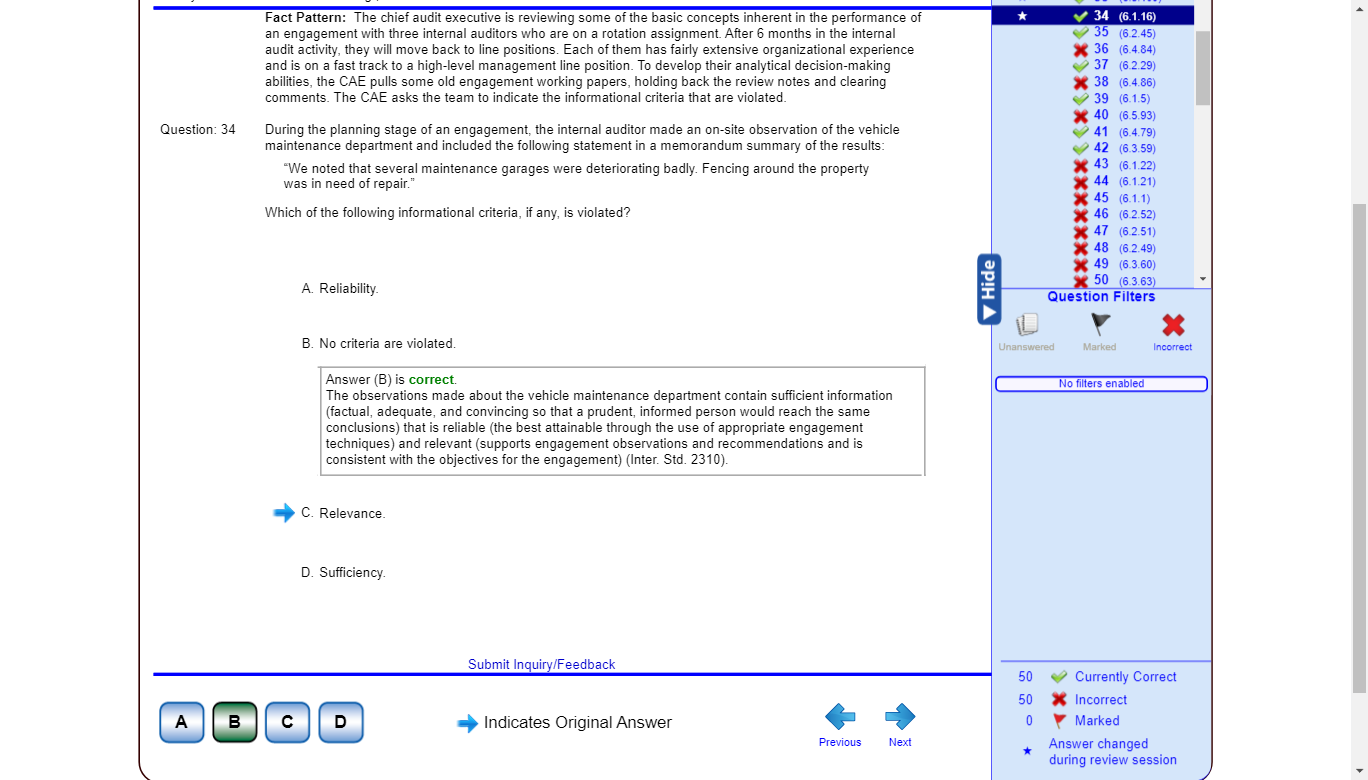 Fact Pattern: The chief audit executive is reviewing some of the basic concepts inherent in the performance of
an engagement with three internal auditors who are on a rotation assignment. After 6 months in the internal
audit activity, they will move back to line positions. Each of them has fairly extensive organizational experience
and is on a fast track to a high-level management line position. To develop their analytical decision-making
abilities, the CAE pulls some old engagement working papers, holding back the review notes and clearing
comments. The CAE asks the team to indicate the informational criteria that are violated.
Question: 34
During the planning stage of an engagement, the internal auditor made an on-site observation of the vehicle
maintenance department and included the following statement in a memorandum summary of the results:
“We noted that several maintenance garages were deteriorating badly. Fencing around the property
was in need of repair.”
Which of the following informational criteria, if any, is violated?
A. Reliability.
B. No criteria are violated.
Answer (B) is correct.
The observations made about the vehicle maintenance department contain sufficient information
(factual, adequate, and convincing so that a prudent, informed person would reach the same
conclusions) that is reliable (the best attainable through the use of appropriate engagement
techniques) and relevant (supports engagement observations and recommendations and is
consistent with the objectives for the engagement) (Inter. Std. 2310).
C. Relevance.
D. Sufficiency.
Submit Inquiry/Feedback
A B C D
Indicates Original Answer
Previous
Next
34 (6.1.16)
35 (6.2.45)
36 (6.4.84)
37 (6.2.29)
38 (6.4.86)
39 (6.1.5)
40 (6.5.93)
41 (6.4.79)
42 (6.3.59)
43 (6.1.22)
44 (6.1.21)
45 (6.1.1)
46 (6.2.52)
47 (6.2.51)
48 (6.2.49)
49 (6.3.60)
50 (6.3.63)
Hide
Question Filters
Unanswered
Marked
Incorrect
No filters enabled
50 Currently Correct
50 Incorrect
0 Marked
Answer changed
during review session